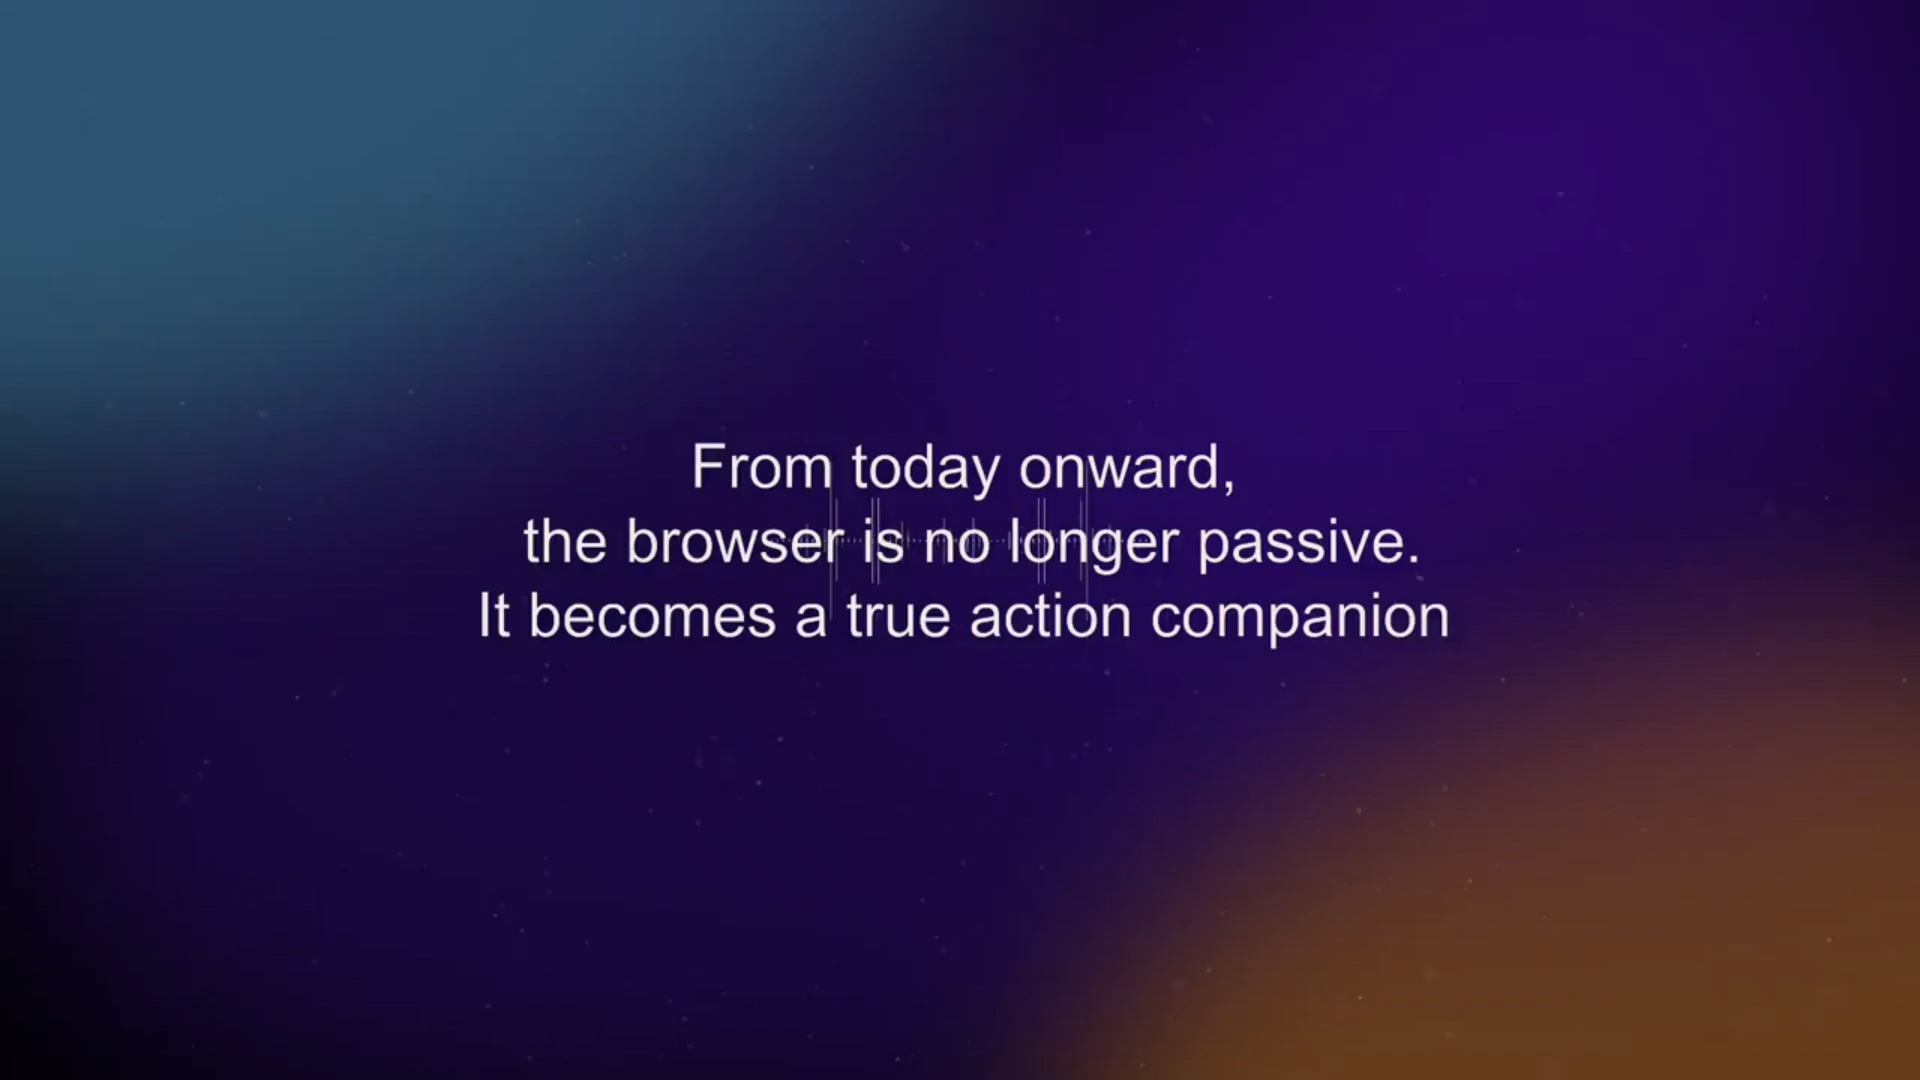 From today onward,
the browser is no longer passive.
It becomes a true action companion